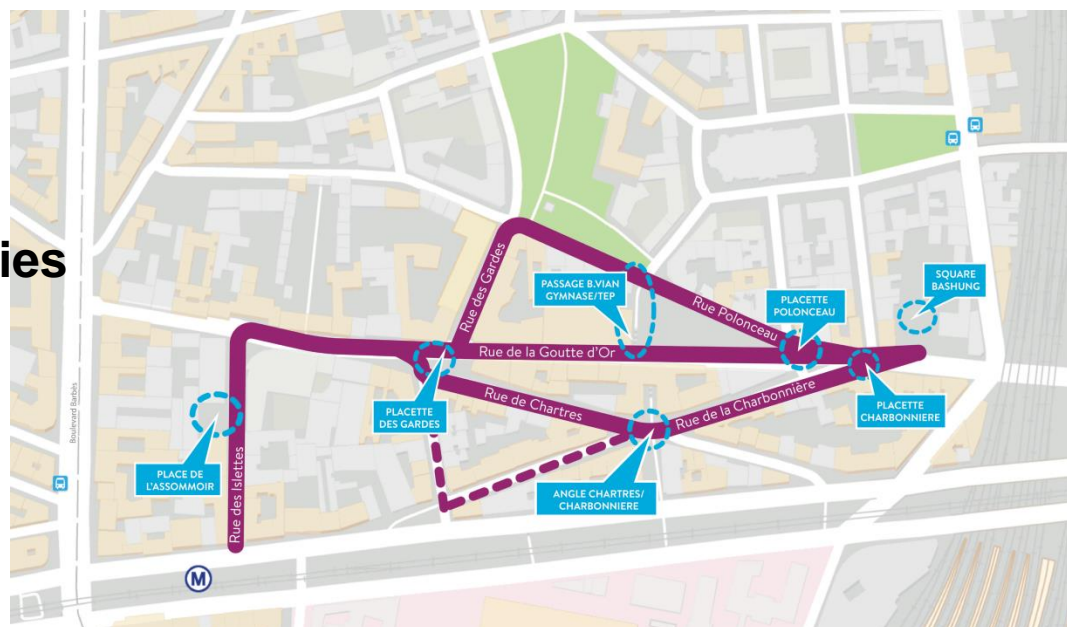 ies
Rue des Gardes
PASSAGE B.VIAN
GYMNASE/TEP
Rue Polonceau
PLACETTE
POLONCEAU
SQUARE
BASHUNG
Rue de la Goutte d'Or
Boulevard Barbès
PLACETTE
DES GARDES
Rue de Chartres
Rue de la Charbonnière
PLACETTE
CHARBONNIERE
PLACE DE
L'ASSOMMOIR
Rue des Islettes
ANGLE CHARTRES/
CHARBONNIERE
M